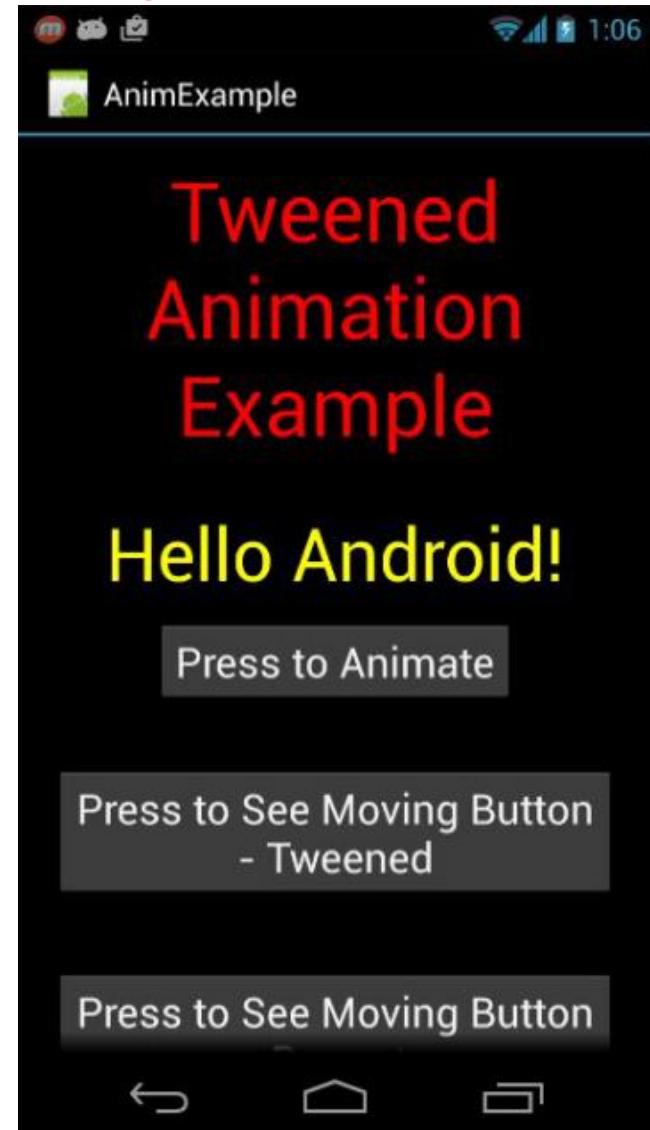 1:06
AnimExample
Tweened
Animation
Example
Hello Android!
Press to Animate
Press to See Moving Button
- Tweened
Press to See Moving Button